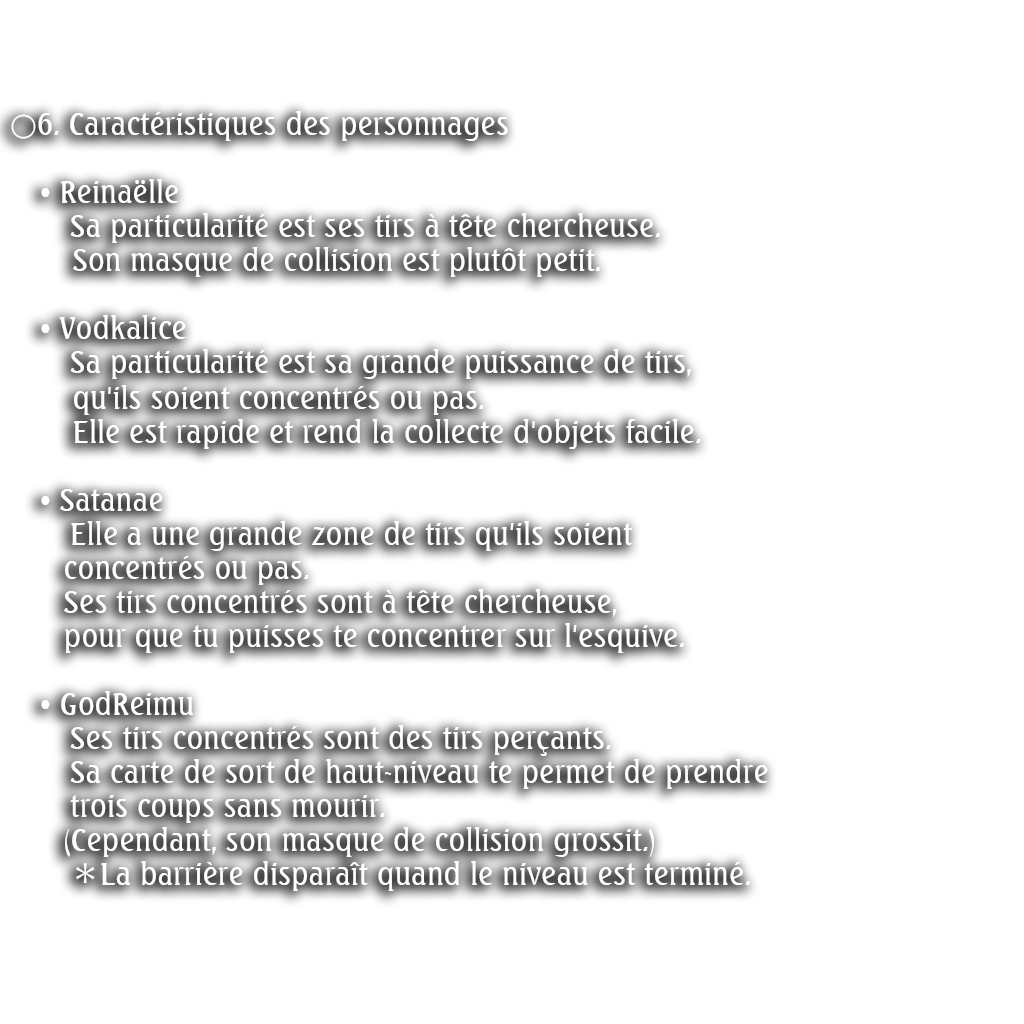 ○6. Caractéristiques des personnages
• Reinaëlle
Sa particularité est ses tirs à tête chercheuse.
Son masque de collision est plutôt petit.
• Vodkalice
Sa particularité est sa grande puissance de tirs,
qu'ils soient concentrés ou pas.
Elle est rapide et rend la collecte d'objets facile.
• Satanae
Elle a une grande zone de tirs qu'ils soient
concentrés ou pas.
Ses tirs concentrés sont à tête chercheuse,
pour que tu puisses te concentrer sur l'esquive.
• GodReimu
Ses tirs concentrés sont des tirs perçants.
Sa carte de sort de haut-niveau te permet de prendre
trois coups sans mourir.
(Cependant, son masque de collision grossit.)
＊La barrière disparaît quand le niveau est terminé.